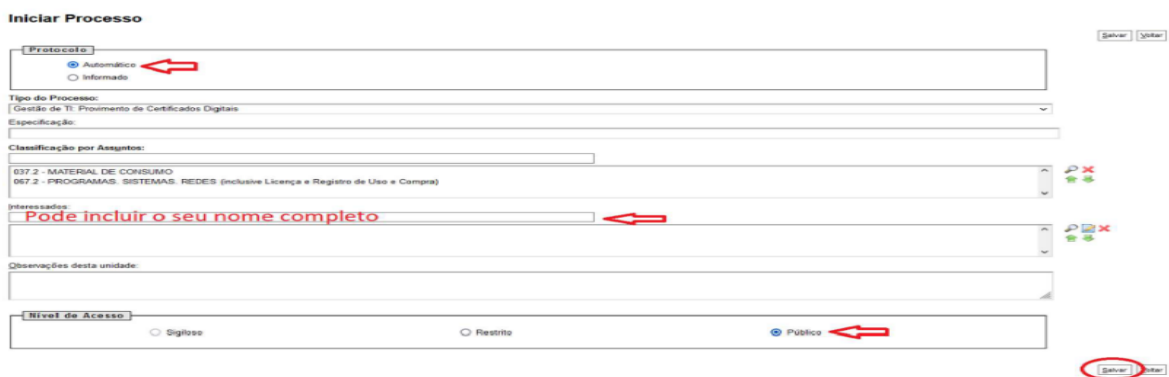 Iniciar Processo
Salvar Voltar
Protocolo
Automático
Informado
Tipo do Processo:
Gestão de TI: Provimento de Certificados Digitais
Especificação:
Classificação por Assuntos:
037.2 - MATERIAL DE CONSUMO
067.2 - PROGRAMAS. SISTEMAS. REDES (inclusive Licença e Registro de Uso e Compra)
Interessados:
Pode incluir o seu nome completo
Observações desta unidade:
Nível de Acesso
Sigiloso Restrito Público
Salvar Voltar